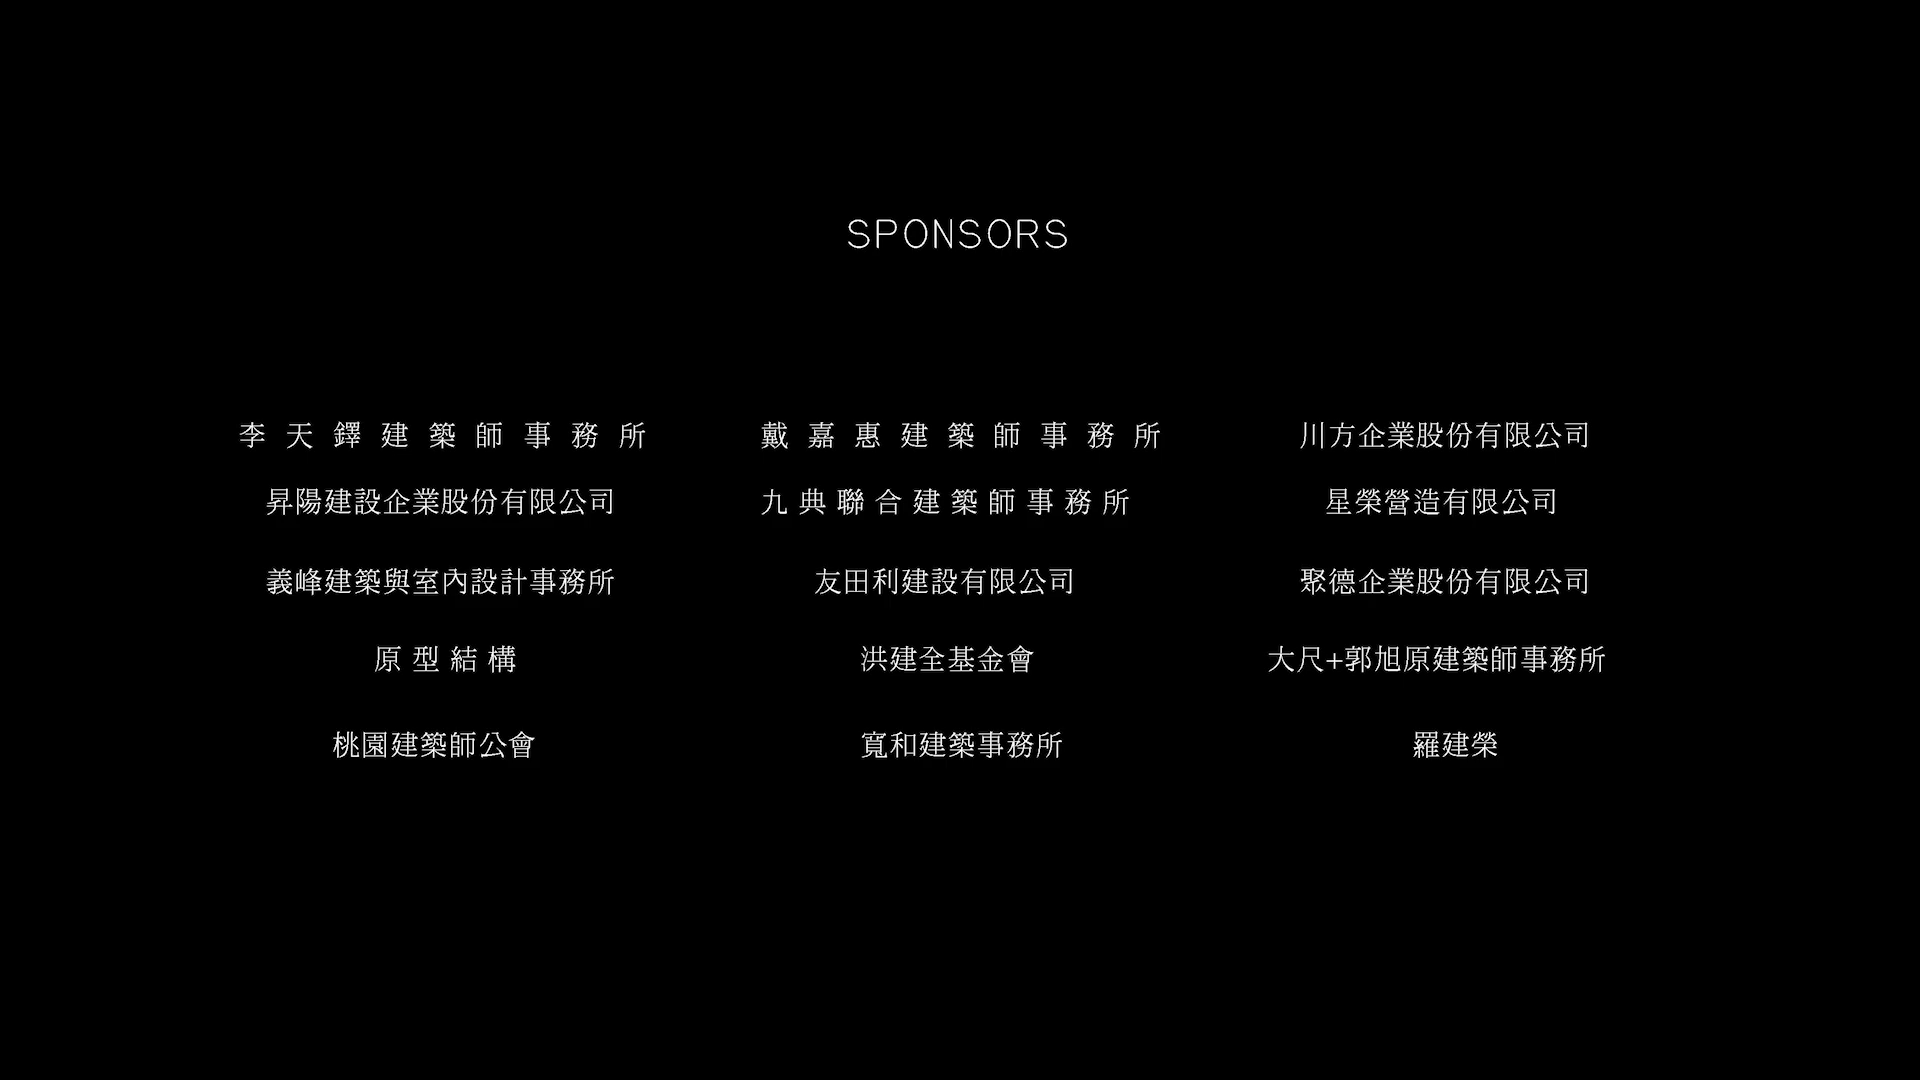 SPONSORS
李天鐸建築師事務所 戴嘉惠建築師事務所 川方企業股份有限公司
昇陽建設企業股份有限公司 九典聯合建築師事務所 星榮營造有限公司
義峰建築與室內設計事務所 友田利建設有限公司 聚德企業股份有限公司
原型結構 洪建全基金會 大尺+郭旭原建築師事務所
桃園建築師公會 寬和建築事務所 羅建榮